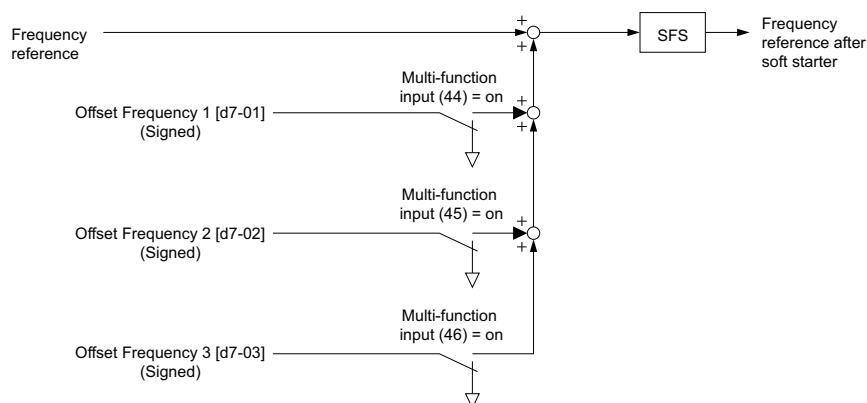 Frequency
reference
+
+
SFS
Frequency
reference after
soft starter
Multi-function
input (44) = on
Offset Frequency 1 [d7-01]
(Signed)
+
+
Multi-function
input (45) = on
Offset Frequency 2 [d7-02]
(Signed)
+
+
Multi-function
input (46) = on
Offset Frequency 3 [d7-03]
(Signed)